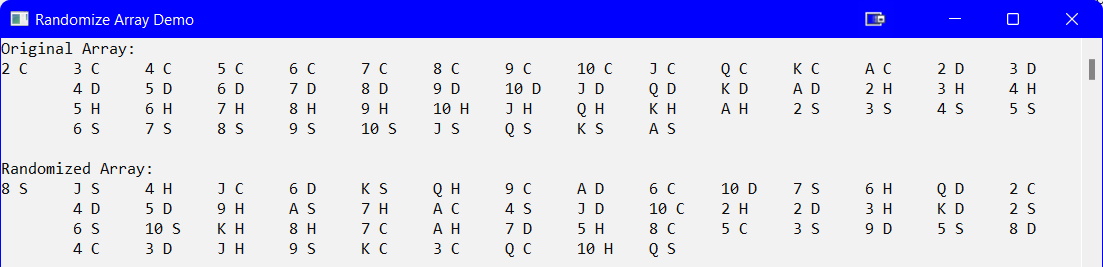 Randomize Array Demo
Original Array:
2 C 3 C 4 C 5 C 6 C 7 C 8 C 9 C 10 C J C Q C K C A C 2 D 3 D
4 D 5 D 6 D 7 D 8 D 9 D 10 D J D Q D K D A D 2 H 3 H 4 H
5 H 6 H 7 H 8 H 9 H 10 H J H Q H K H A H 2 S 3 S 4 S 5 S
6 S 7 S 8 S 9 S 10 S J S Q S K S A S
Randomized Array:
8 S J S 4 H J C 6 D K S Q H 9 C A D 6 C 10 D 7 S 6 H Q D 2 C
4 D 5 D 9 H A S 7 H A C 4 S J D 10 C 2 H 2 D 3 H K D 2 S
6 S 10 S K H 8 H 7 C A H 7 D 5 H 8 C 5 C 3 S 9 D 5 S 8 D
4 C 3 D J H 9 S K C 3 C Q C 10 H Q S